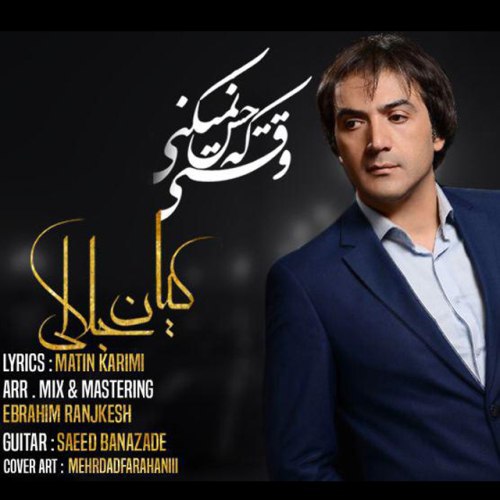 وقتی که حس نمیکنی
کیان جلالی
LYRICS : MATIN KARIMI
ARR . MIX & MASTERING
EBRAHIM RANJKESH
GUITAR : SAEED BANAZADE
COVER ART : MEHRDADFARAHANIII